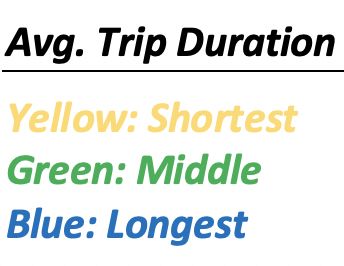 Avg. Trip Duration
Yellow: Shortest
Green: Middle
Blue: Longest